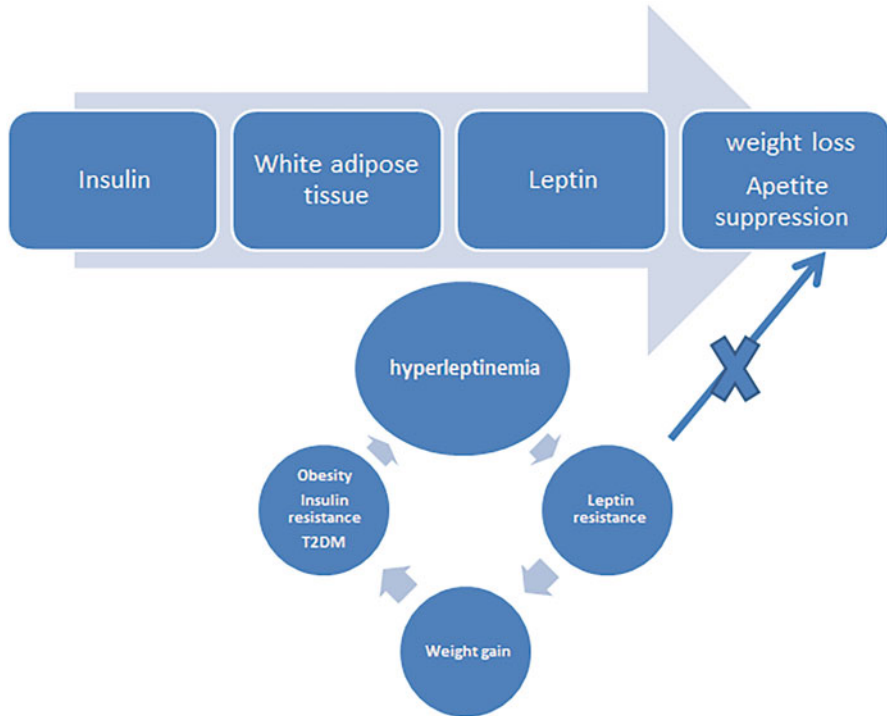 Insulin
White adipose
tissue
Leptin
weight loss
Apetite
suppression
hyperleptinemia
Obesity
Insulin
resistance
T2DM
Leptin
resistance
Weight gain